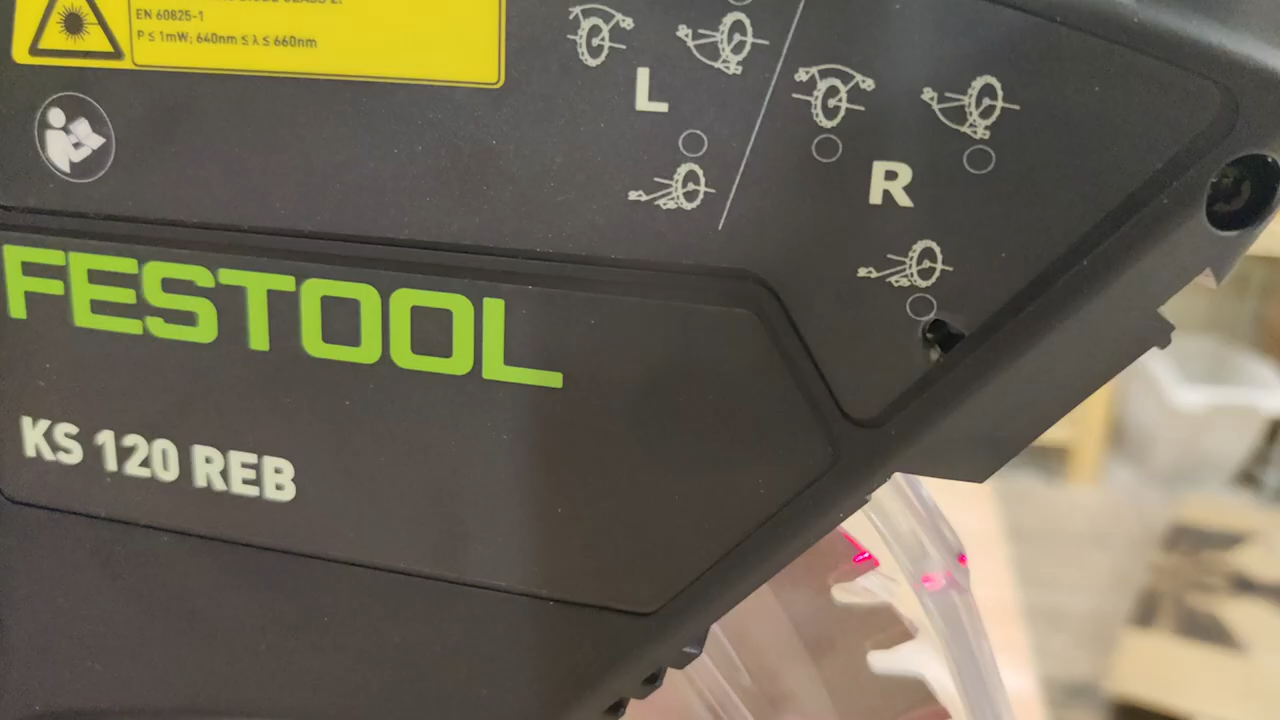 EN 60825-1
P ≤ 1mW; 640nm ≤ λ ≤ 660nm
L
R
FESTOOL
KS 120 REB